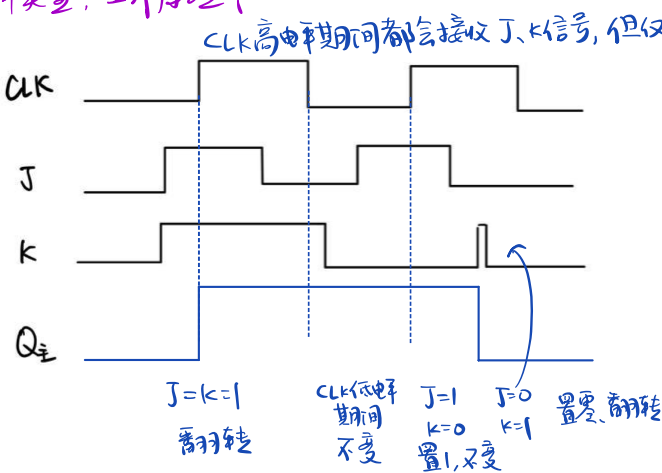 CLK高电平期间都会接收J、K信号,但仅
CLK
J
K
Q主
J=K=1
翻转
CLK低电平
期间
不变
J=1
K=0
置1,不变
J=0
K=1
置零、翻转